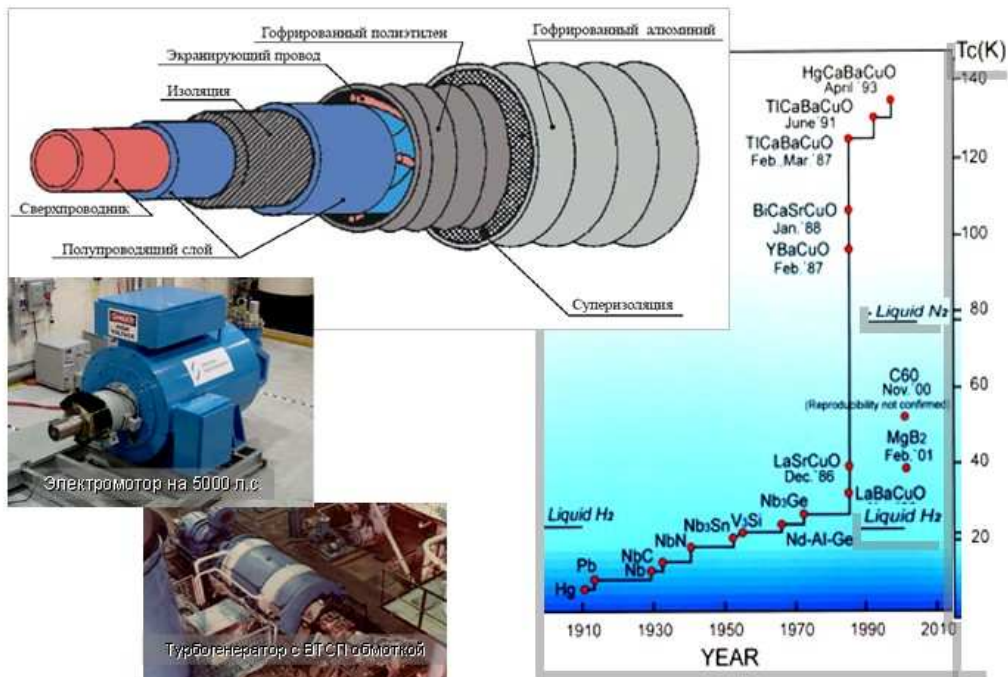 Гофрированный полиэтилен
Экранирующий провод
Изоляция
Гофрированный алюминий
Сверхпроводник
Полупроводящий слой
Суперизоляция
DANGER
HIGH
VOLTAGE
Электромотор на 5000 л.с.
Турбогенератор с ВТСП обмоткой
Tc(K)
140
120
100
80
60
40
20
HgCaBaCuO
April ´93
TlCaBaCuO
June´91
TlCaBaCuO
Feb.,Mar.´87
BiCaSrCuO
Jan.´88
YBaCuO
Feb.´87
Liquid N₂
C60
Nov.´00
(Reproducibility not confirmed)
MgB₂
Feb.´01
LaSrCuO
Dec.´86
LaBaCuO
Liquid H₂
Liquid H₂
Nb₃Ge
Nd-Al-Ge
V₃Si
Nb₃Sn
NbN
NbC
Nb
Pb
Hg
1910 1930 1950 1970 1990 2010
YEAR